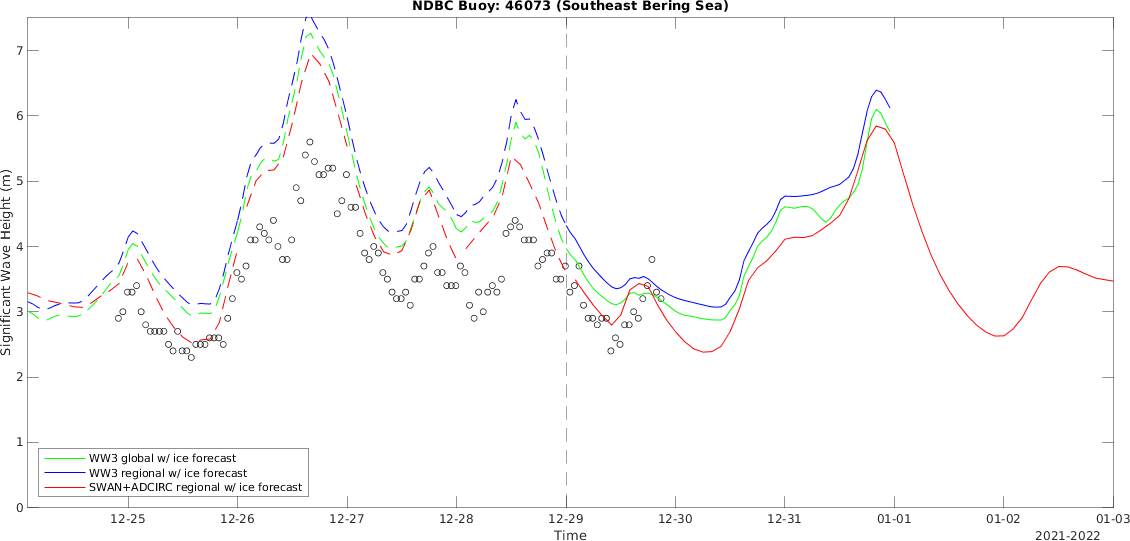 NDBC Buoy: 46073 (Southeast Bering Sea)
Significant Wave Height (m)
7
6
5
4
3
2
1
0
WW3 global w/ ice forecast
WW3 regional w/ ice forecast
SWAN+ADCIRC regional w/ ice forecast
12-25 12-26 12-27 12-28 12-29 12-30 12-31 01-01 01-02 01-03
Time
2021-2022